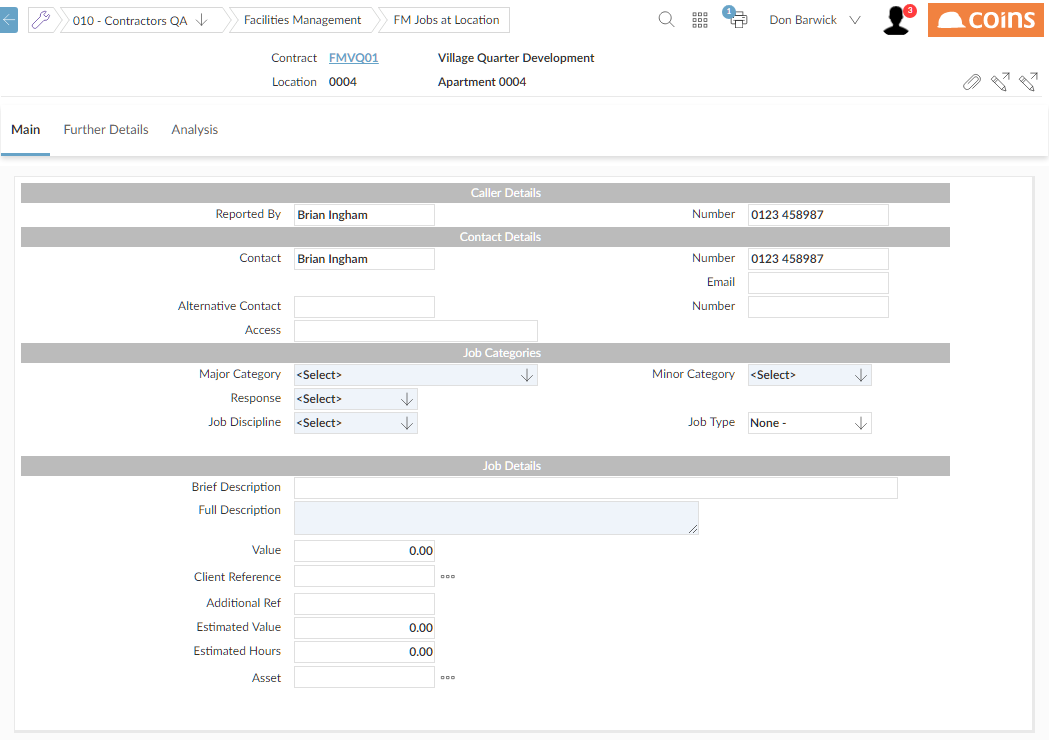 010 - Contractors QA Facilities Management FM Jobs at Location 1 Don Barwick 3 coins
Contract FMVQ01 Village Quarter Development
Location 0004 Apartment 0004
Main Further Details Analysis
Caller Details
Reported By Brian Ingham Number 0123 458987
Contact Details
Contact Brian Ingham Number 0123 458987
Email
Alternative Contact Number
Access
Job Categories
Major Category <Select> Minor Category <Select>
Response <Select>
Job Discipline <Select> Job Type None -
Job Details
Brief Description
Full Description
Value 0.00
Client Reference
Additional Ref
Estimated Value 0.00
Estimated Hours 0.00
Asset